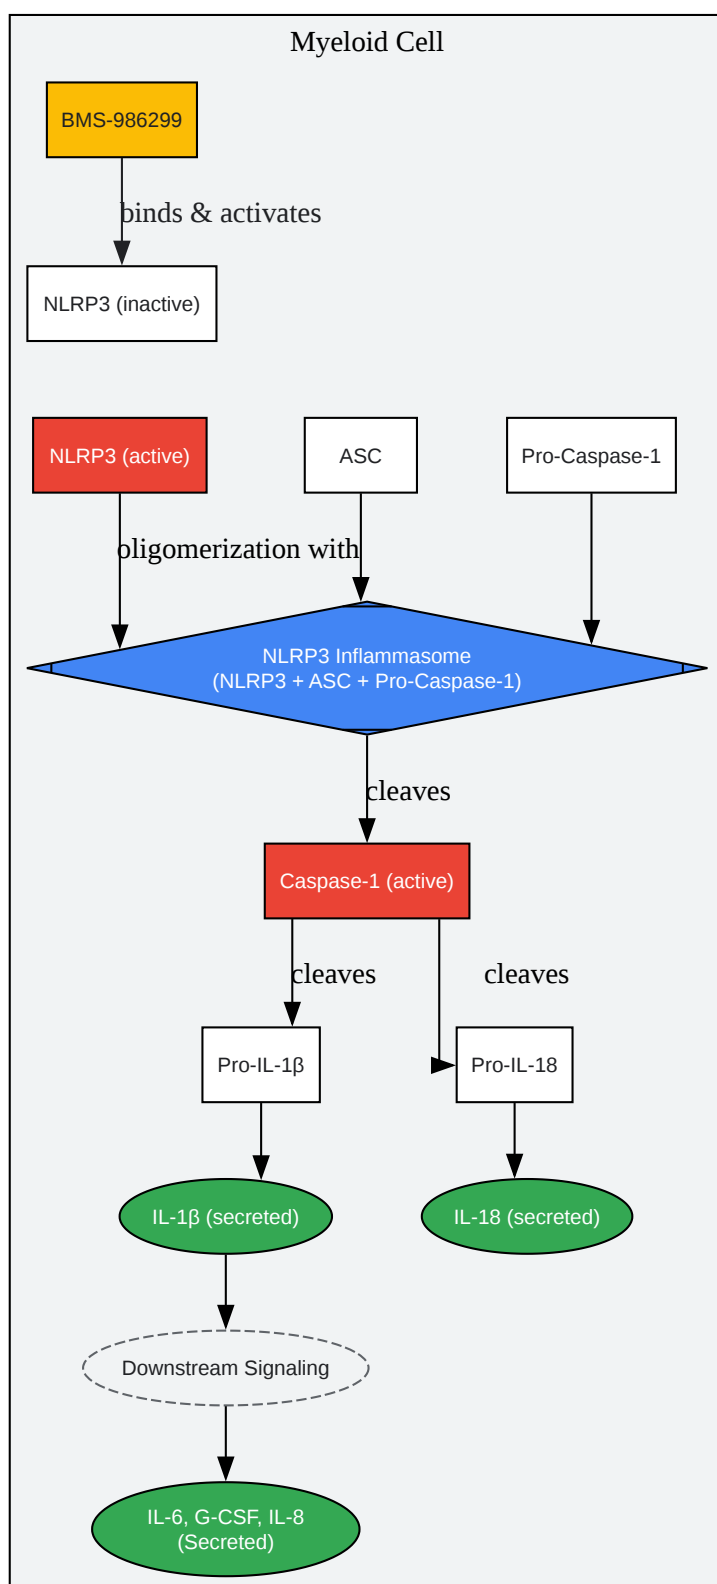 Myeloid Cell
BMS-986299
binds & activates
NLRP3 (inactive)
NLRP3 (active)
ASC
Pro-Caspase-1
oligomerization with
NLRP3 Inflammasome
(NLRP3 + ASC + Pro-Caspase-1)
cleaves
Caspase-1 (active)
cleaves
cleaves
Pro-IL-1β
Pro-IL-18
IL-1β (secreted)
IL-18 (secreted)
Downstream Signaling
IL-6, G-CSF, IL-8
(Secreted)